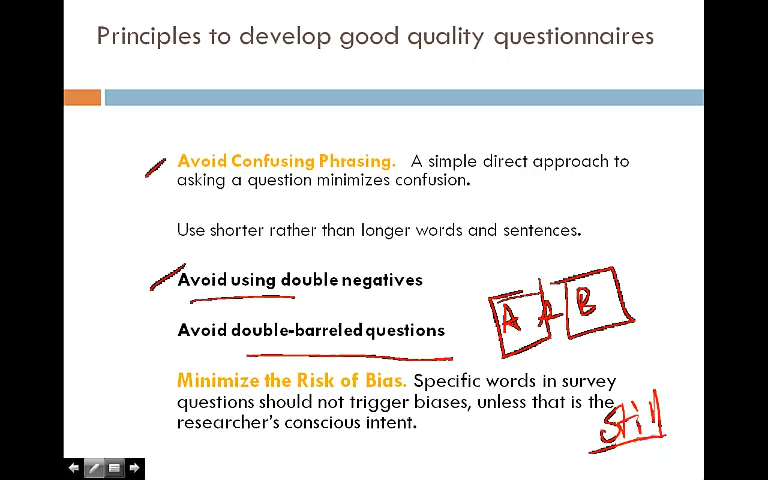 Principles to develop good quality questionnaires
Avoid Confusing Phrasing. A simple direct approach to
asking a question minimizes confusion.
Use shorter rather than longer words and sentences.
Avoid using double negatives
Avoid double-barreled questions
A
B
Minimize the Risk of Bias. Specific words in survey
questions should not trigger biases, unless that is the
researcher's conscious intent.